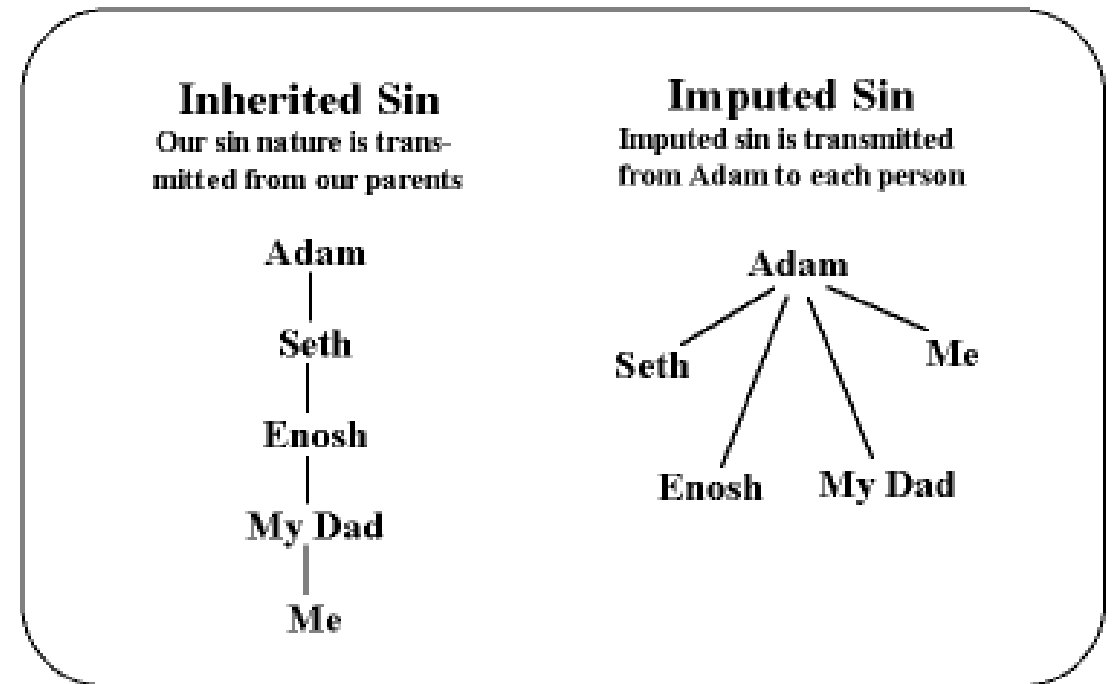 Inherited Sin
Our sin nature is trans-
mitted from our parents
Adam
Seth
Enosh
My Dad
Me
Imputed Sin
Imputed sin is transmitted
from Adam to each person
Adam
Seth
Me
Enosh
My Dad